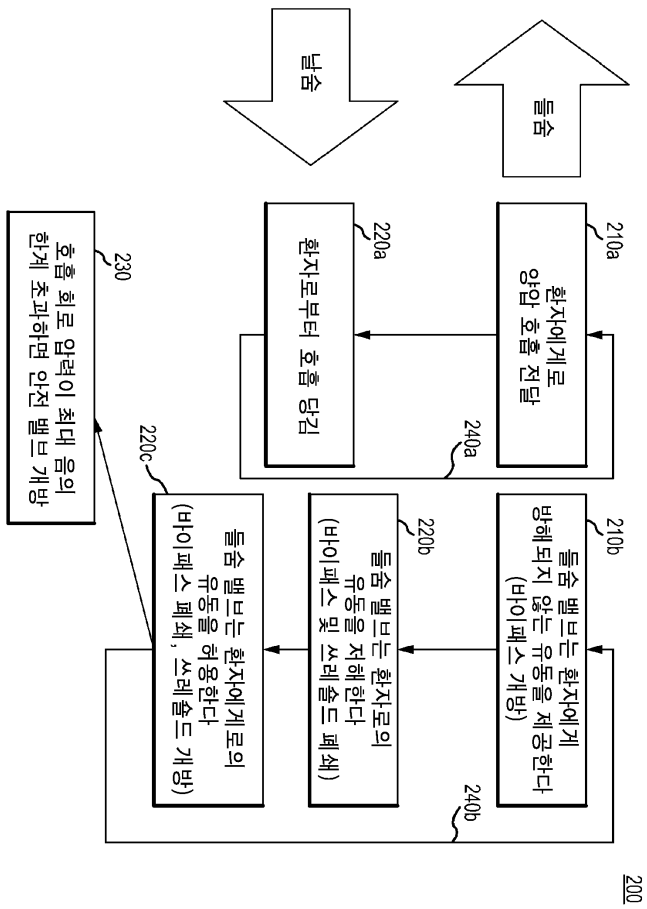 200
들숨
210a
환자에게로
양압 호흡 전달
210b
들숨 밸브는 환자에게
방해되지 않는 유동을 제공한다
(바이패스 개방)
날숨
220a
환자로부터 호흡 당김
240a
220b
들숨 밸브는 환자로의
유동을 저해한다
(바이패스 및 쓰레숄드 폐쇄)
240b
220c
들숨 밸브는 환자에게로의
유동을 허용한다
(바이패스 폐쇄, 쓰레숄드 개방)
230
호흡 회로 압력이 최대 음의
한계 초과하면 안전 밸브 개방